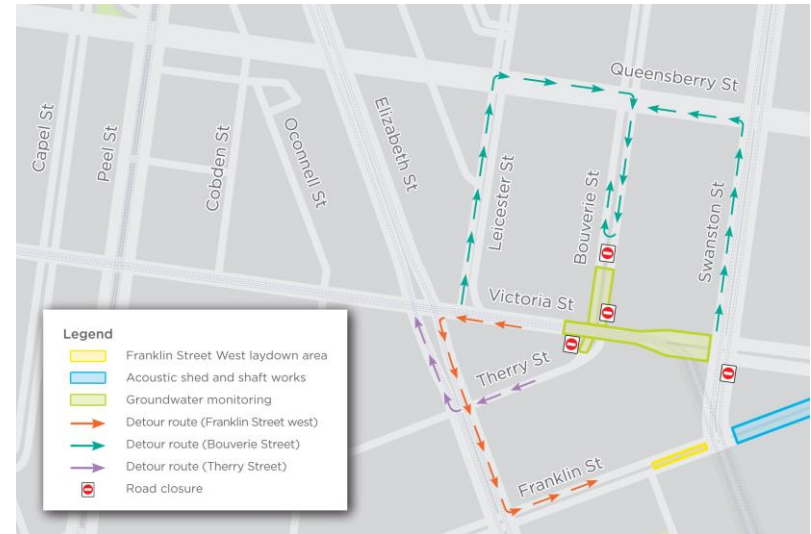 Queensberry St
Capel St
Peel St
Cobden St
Oconnell St
Elizabeth St
Leicester St
Bouverie St
Swanston St
Victoria St
Therry St
Franklin St
Legend
Franklin Street West laydown area
Acoustic shed and shaft works
Groundwater monitoring
Detour route (Franklin Street west)
Detour route (Bouverie Street)
Detour route (Therry Street)
Road closure